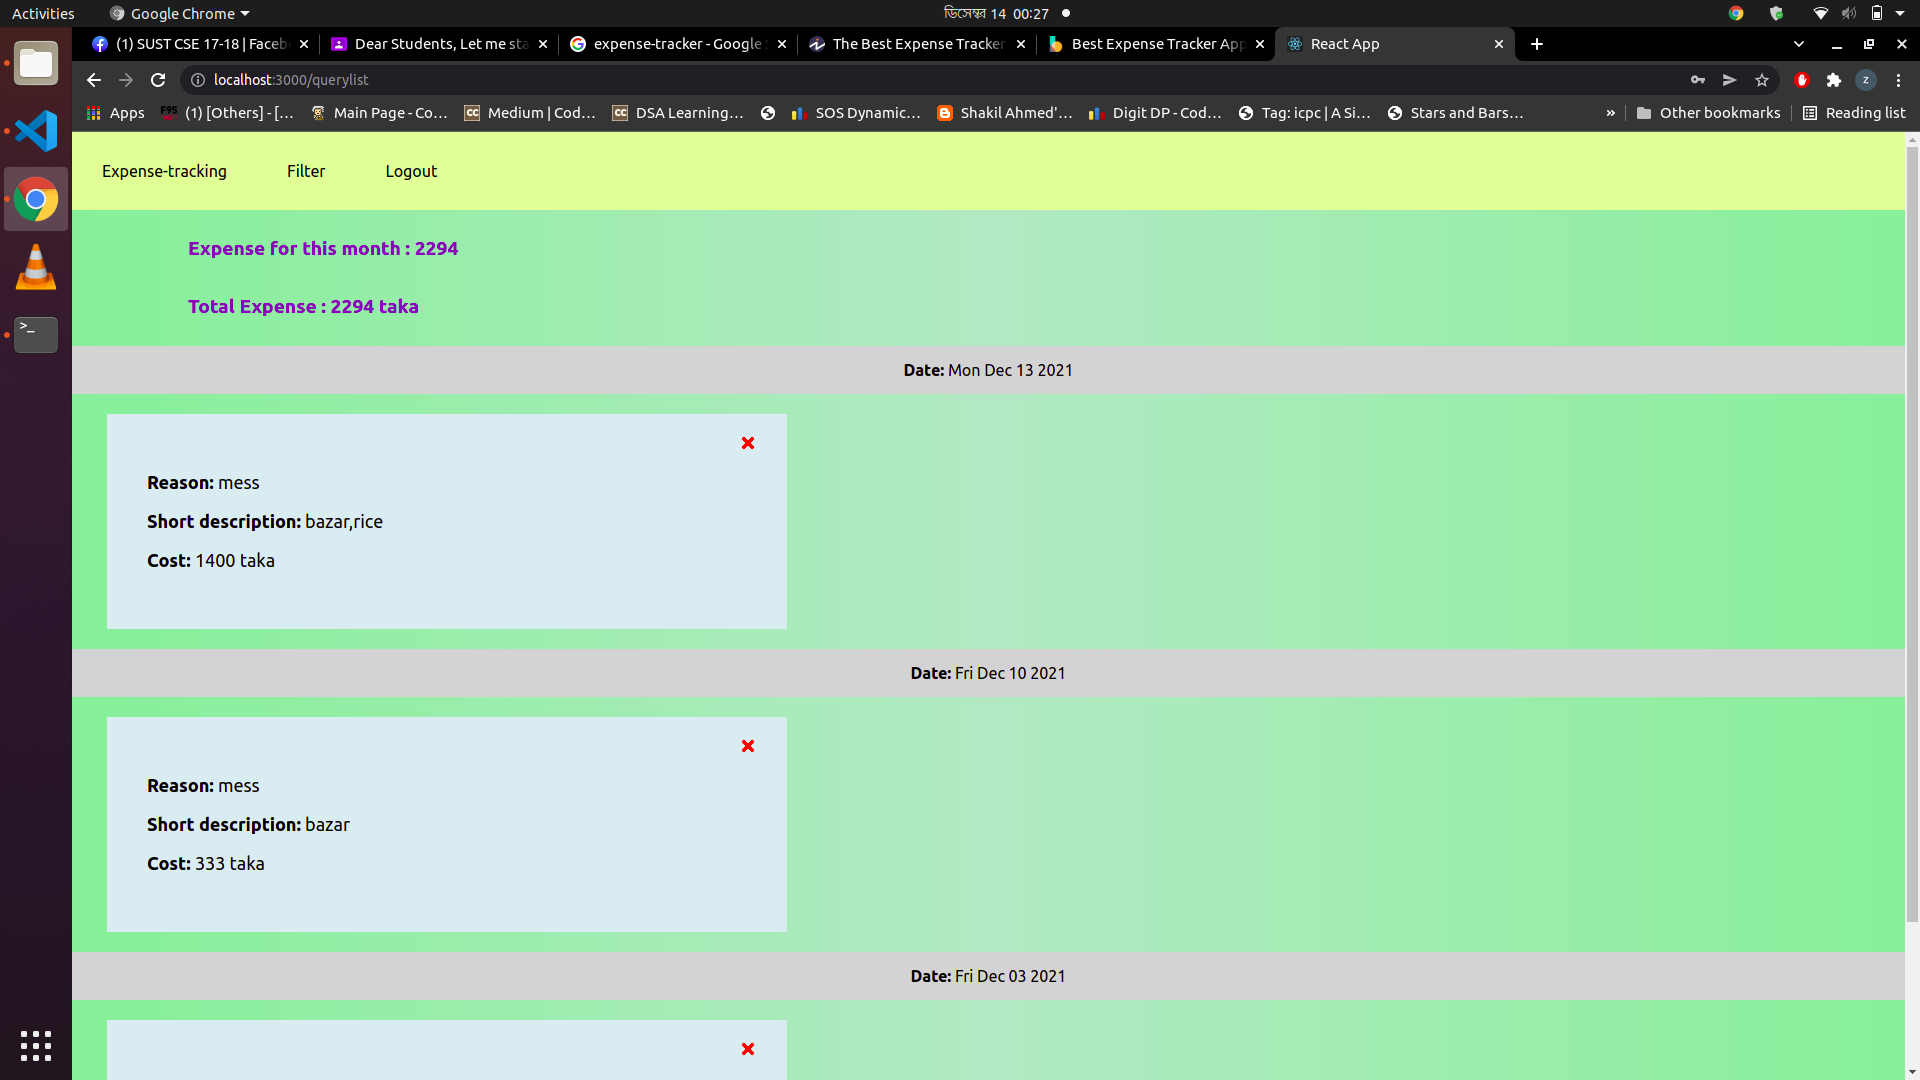 Activities
Google Chrome
ডিসেম্বর 14 00:27
(1) SUST CSE 17-18 | Faceb
Dear Students, Let me sta
expense-tracker - Google S
The Best Expense Tracker
Best Expense Tracker App
React App
localhost:3000/querylist
z
Apps
F95
(1) [Others] - [...
Main Page - Co...
CC
Medium | Cod...
CC
DSA Learning...
SOS Dynamic...
Shakil Ahmed'...
Digit DP - Cod...
Tag: icpc | A Si...
Stars and Bars...
»
Other bookmarks
Reading list
Expense-tracking
Filter
Logout
Expense for this month : 2294
Total Expense : 2294 taka
Date: Mon Dec 13 2021
Reason: mess
Short description: bazar,rice
Cost: 1400 taka
Date: Fri Dec 10 2021
Reason: mess
Short description: bazar
Cost: 333 taka
Date: Fri Dec 03 2021